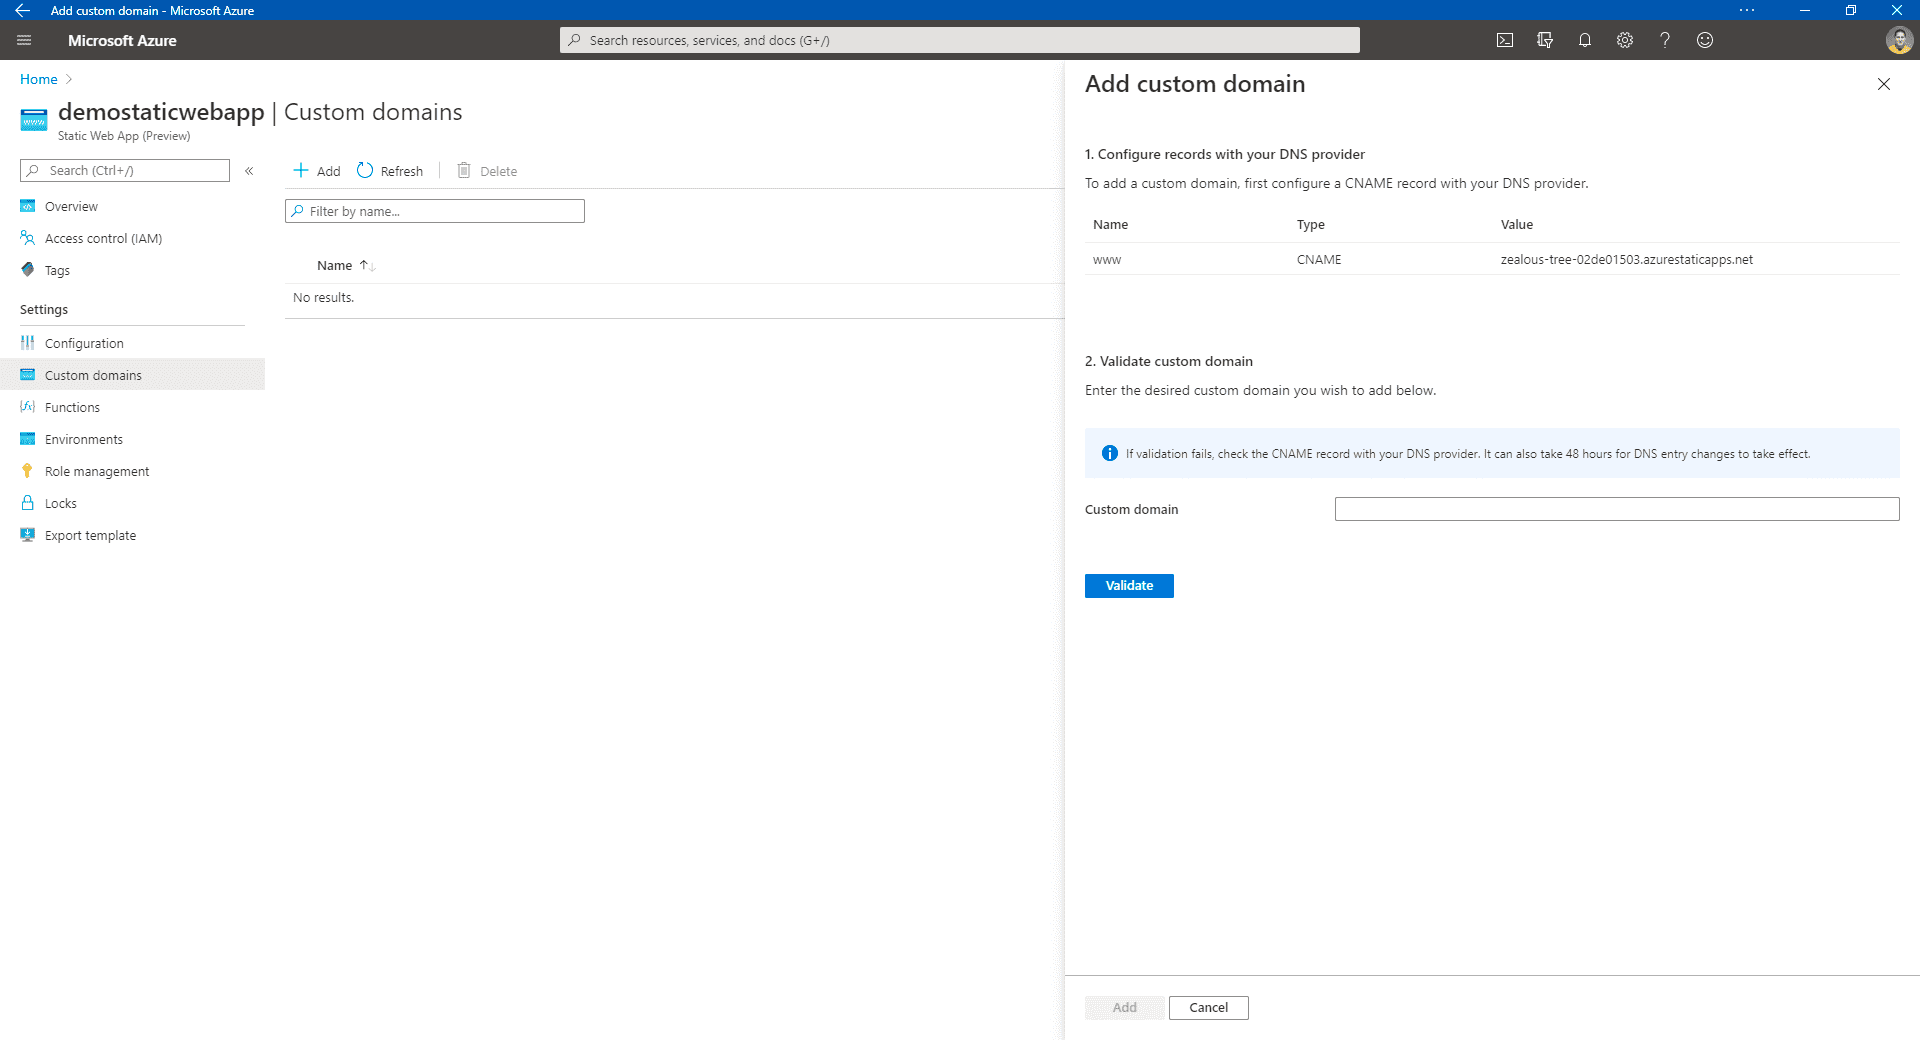 Add custom domain - Microsoft Azure
Microsoft Azure
Search resources, services, and docs (G+/)
Home
demostaticwebapp | Custom domains
Static Web App (Preview)
Search (Ctrl+/)
«
Overview
Access control (IAM)
Tags
Settings
Configuration
Custom domains
Functions
Environments
Role management
Locks
Export template
Add
Refresh
Delete
Filter by name...
Name
No results.
Add custom domain
1. Configure records with your DNS provider
To add a custom domain, first configure a CNAME record with your DNS provider.
Name Type Value
www CNAME zealous-tree-02de01503.azurestaticapps.net
2. Validate custom domain
Enter the desired custom domain you wish to add below.
If validation fails, check the CNAME record with your DNS provider. It can also take 48 hours for DNS entry changes to take effect.
Custom domain
Validate
Add Cancel